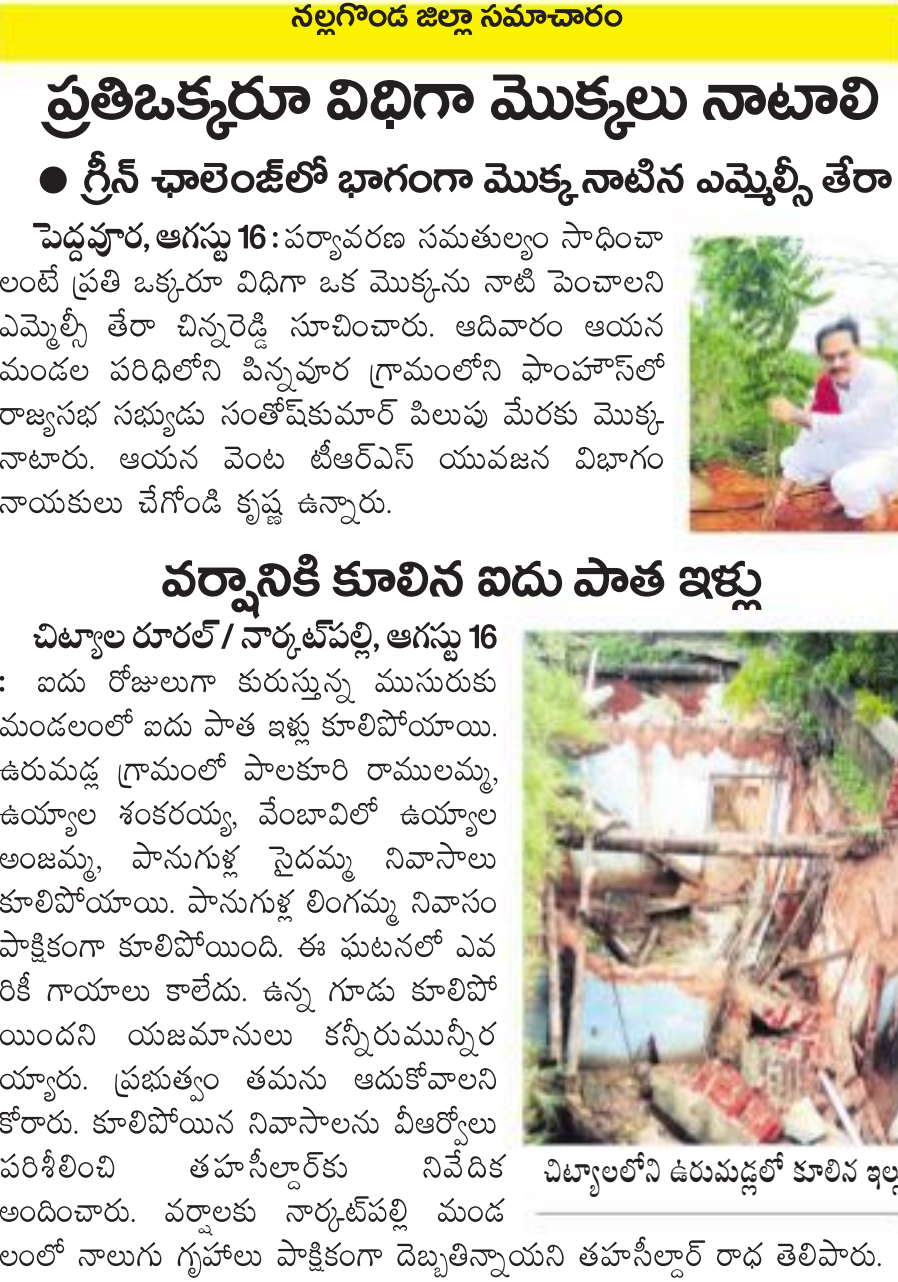 నల్లగొండ జిల్లా సమాచారం
ప్రతిఒక్కరూ విధిగా మొక్కలు నాటాలి
● గ్రీన్ ఛాలెంజ్‌లో భాగంగా మొక్క నాటిన ఎమ్మెల్సీ తేరా
పెద్దవూర, ఆగస్టు 16 : పర్యావరణ సమతుల్యం సాధించా
లంటే ప్రతి ఒక్కరూ విధిగా ఒక మొక్కను నాటి పెంచాలని
ఎమ్మెల్సీ తేరా చిన్నరెడ్డి సూచించారు. ఆదివారం ఆయన
మండల పరిధిలోని పిన్నవూర గ్రామంలోని ఫాంహౌస్‌లో
రాజ్యసభ సభ్యుడు సంతోష్‌కుమార్ పిలుపు మేరకు మొక్క
నాటారు. ఆయన వెంట టీఆర్ఎస్ యువజన విభాగం
నాయకులు చేగోండి కృష్ణ ఉన్నారు.
వర్షానికి కూలిన ఐదు పాత ఇళ్లు
చిట్యాల రూరల్ / నార్కట్‌పల్లి, ఆగస్టు 16
: ఐదు రోజులుగా కురుస్తున్న ముసురుకు
మండలంలో ఐదు పాత ఇళ్లు కూలిపోయాయి.
ఉరుమడ్ల గ్రామంలో పాలకూరి రాములమ్మ,
ఉయ్యాల శంకరయ్య, వేంబావిలో ఉయ్యాల
అంజమ్మ, పానుగుళ్ల సైదమ్మ నివాసాలు
కూలిపోయాయి. పానుగుళ్ల లింగమ్మ నివాసం
పాక్షికంగా కూలిపోయింది. ఈ ఘటనలో ఎవ
రికీ గాయాలు కాలేదు. ఉన్న గూడు కూలిపో
యిందని యజమానులు కన్నీరుమున్నీర
య్యారు. ప్రభుత్వం తమను ఆదుకోవాలని
కోరారు. కూలిపోయిన నివాసాలను వీఆర్వోలు
పరిశీలించి తహసీల్దార్‌కు నివేదిక
అందించారు. వర్షాలకు నార్కట్‌పల్లి మండ
లంలో నాలుగు గృహాలు పాక్షికంగా దెబ్బతిన్నాయని తహసీల్దార్ రాధ తెలిపారు.
చిట్యాలలోని ఉరుమడ్లలో కూలిన